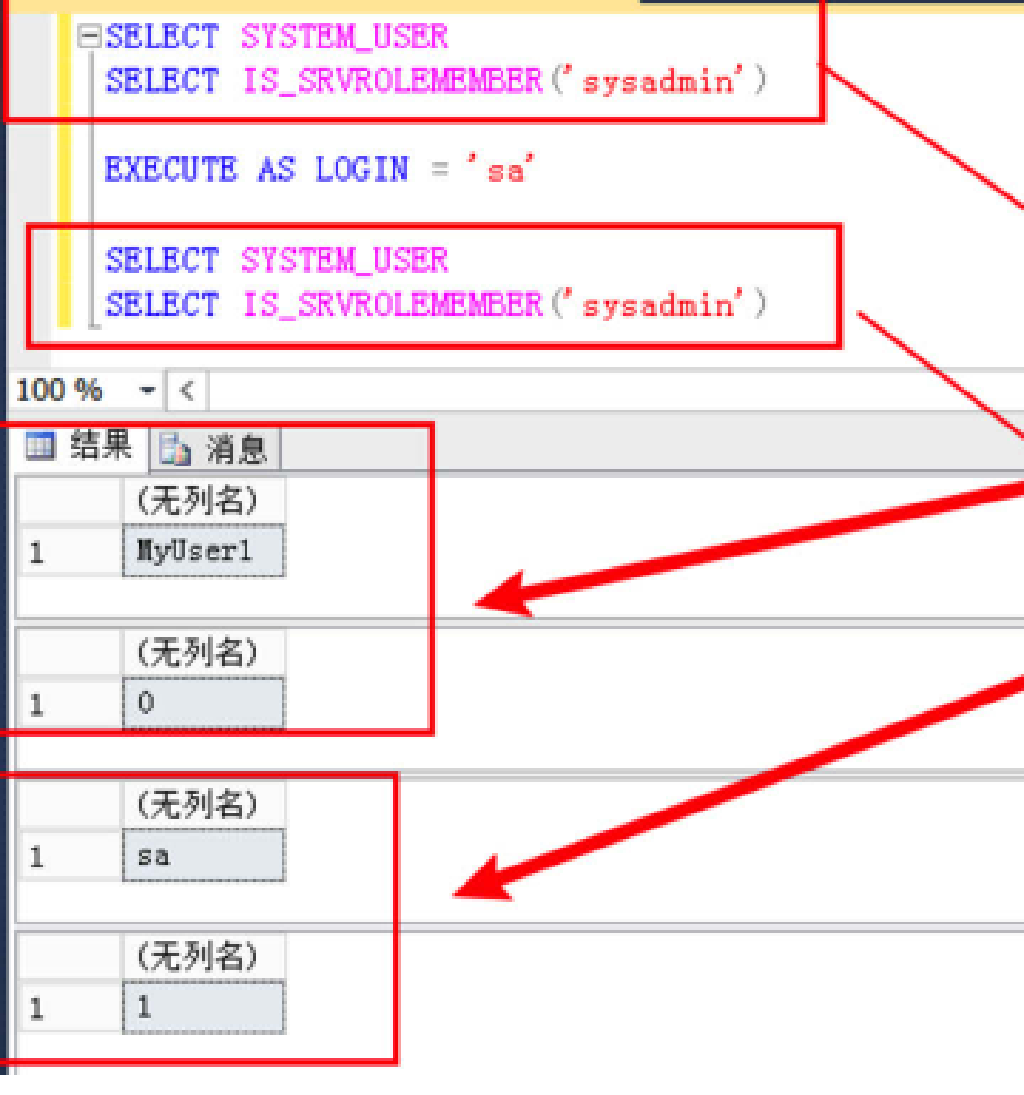 SELECT SYSTEM_USER
SELECT IS_SRVROLEMEMBER('sysadmin')
EXECUTE AS LOGIN = 'sa'
SELECT SYSTEM_USER
SELECT IS_SRVROLEMEMBER('sysadmin')
100 %
结果 消息
(无列名)
1 MyUser1
(无列名)
1 0
(无列名)
1 sa
(无列名)
1 1